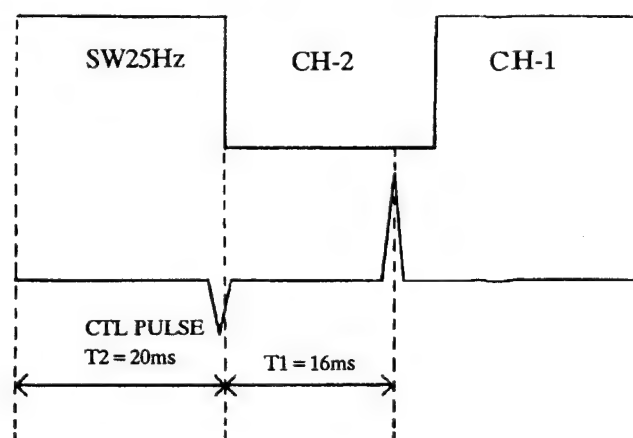 SW25Hz CH-2 CH-1
CTL PULSE
T2 = 20ms T1 = 16ms